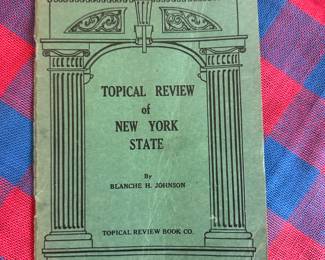 TOPICAL REVIEW
of
NEW YORK
STATE
By
BLANCHE H. JOHNSON
TOPICAL REVIEW BOOK CO.